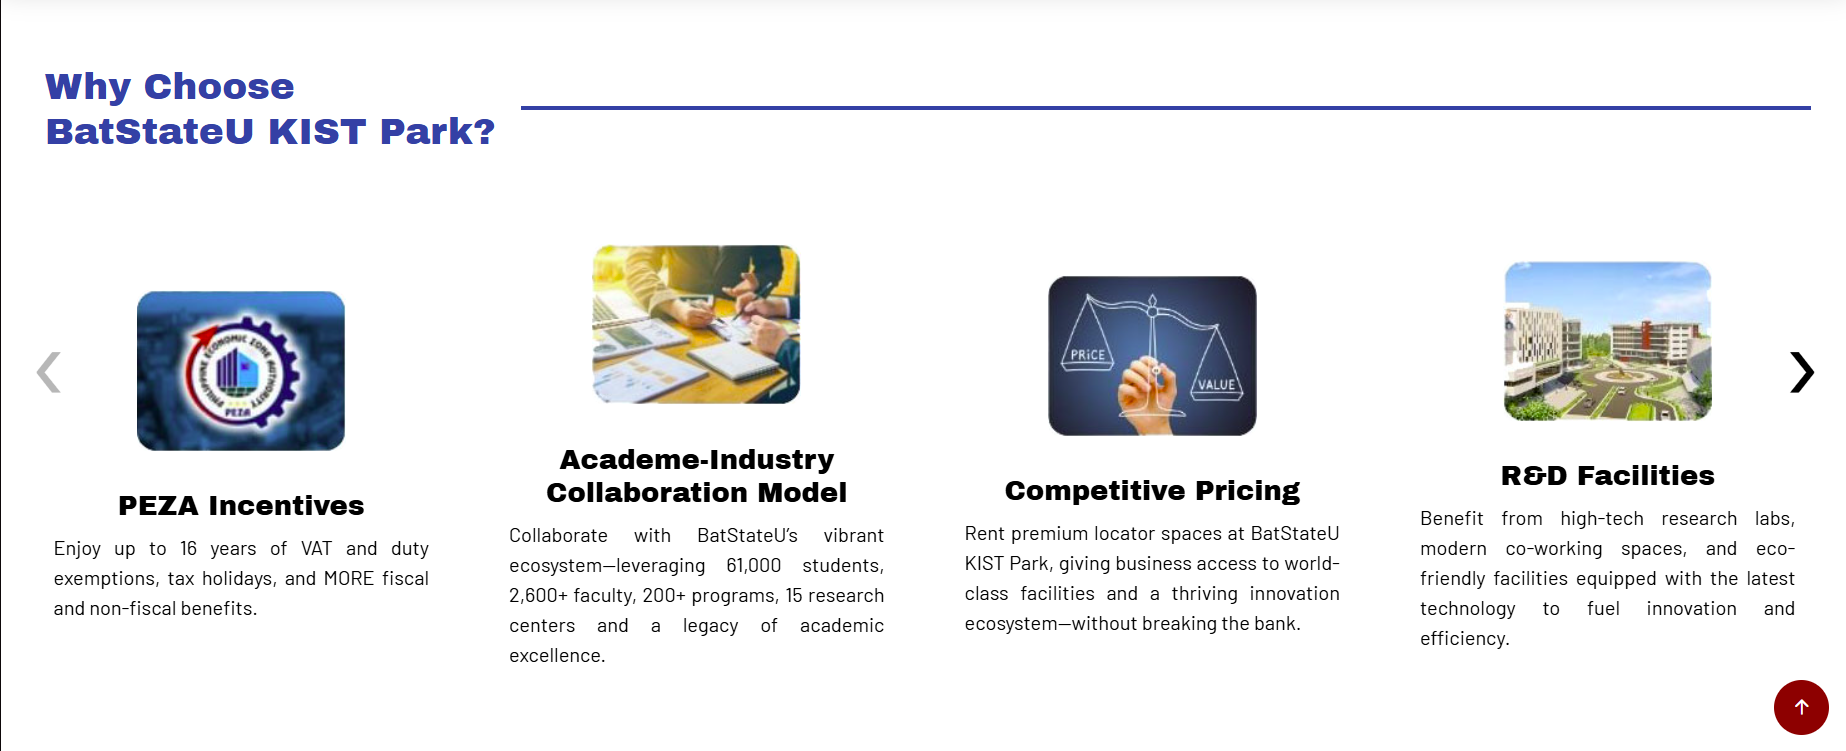 Why Choose
BatStateU KIST Park?
PHILIPPINE ECONOMIC ZONE AUTHORITY
PEZA
PEZA Incentives
Enjoy up to 16 years of VAT and duty
exemptions, tax holidays, and MORE fiscal
and non-fiscal benefits.
Academe-Industry
Collaboration Model
Collaborate with BatStateU’s vibrant
ecosystem—leveraging 61,000 students,
2,600+ faculty, 200+ programs, 15 research
centers and a legacy of academic
excellence.
PRiCE
VALUE
Competitive Pricing
Rent premium locator spaces at BatStateU
KIST Park, giving business access to world-
class facilities and a thriving innovation
ecosystem—without breaking the bank.
R&D Facilities
Benefit from high-tech research labs,
modern co-working spaces, and eco-
friendly facilities equipped with the latest
technology to fuel innovation and
efficiency.